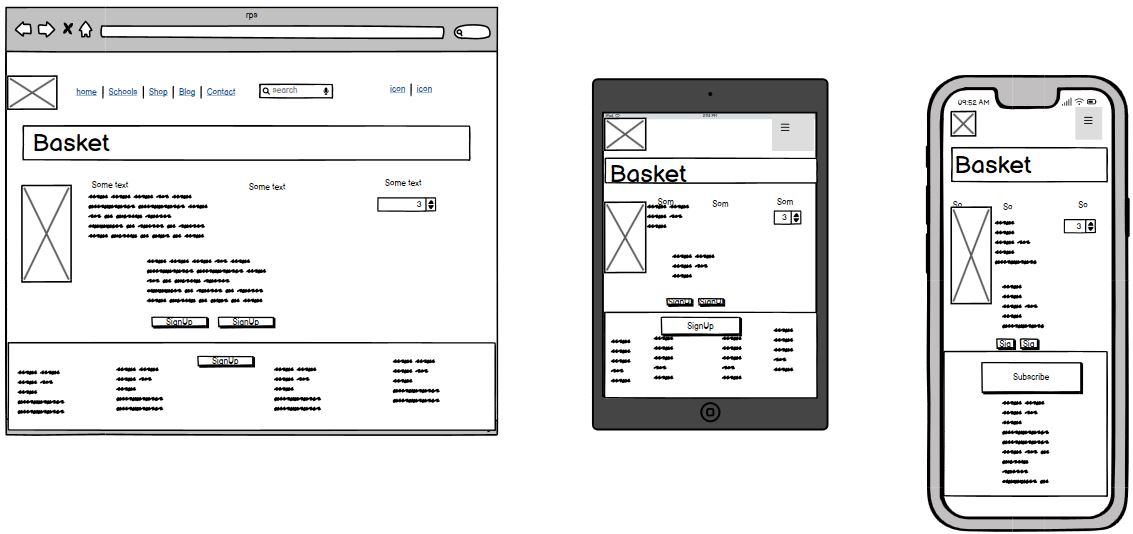 rps
home | Schools | Shop | Blog | Contact
search
icon | icon
Basket
Some text
Some text
Some text
3
SignUp
SignUp
SignUp
Basket
Som
Som
Som
3
SignUp
SignUp
SignUp
09:52 AM
Basket
So
So
So
3
Sig
Sig
Subscribe